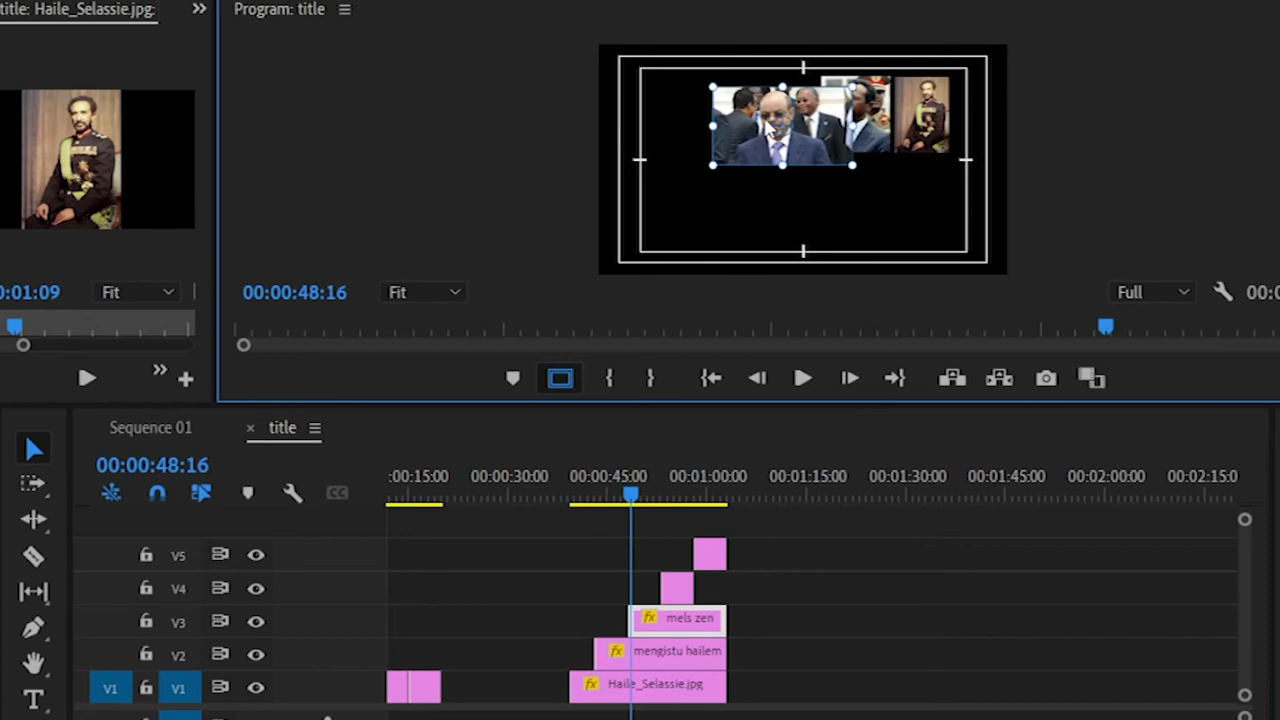 title: Haile_Selassie.jpg:
Program: title
0:01:09
Fit
00:00:48:16
Fit
Full
00:0
Sequence 01
× title
00:00:48:16
:00:15:00
00:00:30:00
00:00:45:00
00:01:00:00
00:01:15:00
00:01:30:00
00:01:45:00
00:02:00:00
00:02:15:0
CC
V5
V4
V3
fx mels zen
V2
fx mengistu hailem
V1
V1
fx Haile_Selassie.jpg
T